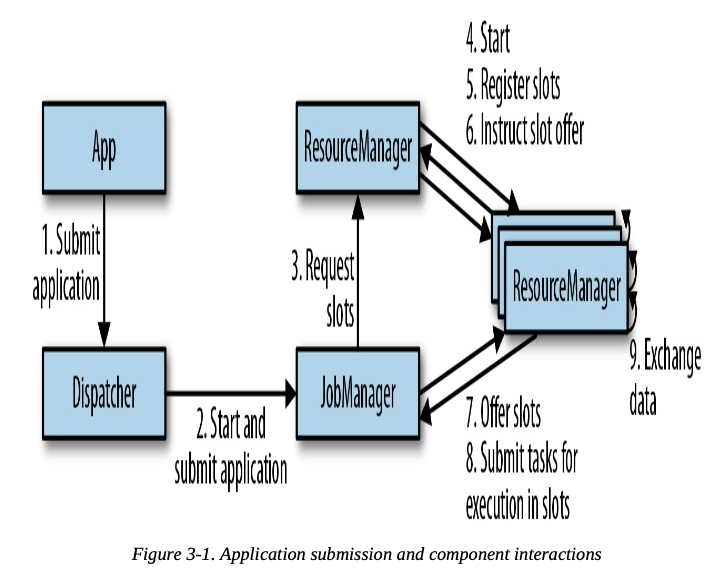 4. Start
5. Register slots
6. Instruct slot offer
App
ResourceManager
1. Submit
application
3. Request
slots
ResourceManager
Dispatcher
JobManager
2. Start and
submit application
7. Offer slots
8. Submit tasks for
execution in slots
9. Exchange
data
Figure 3-1. Application submission and component interactions